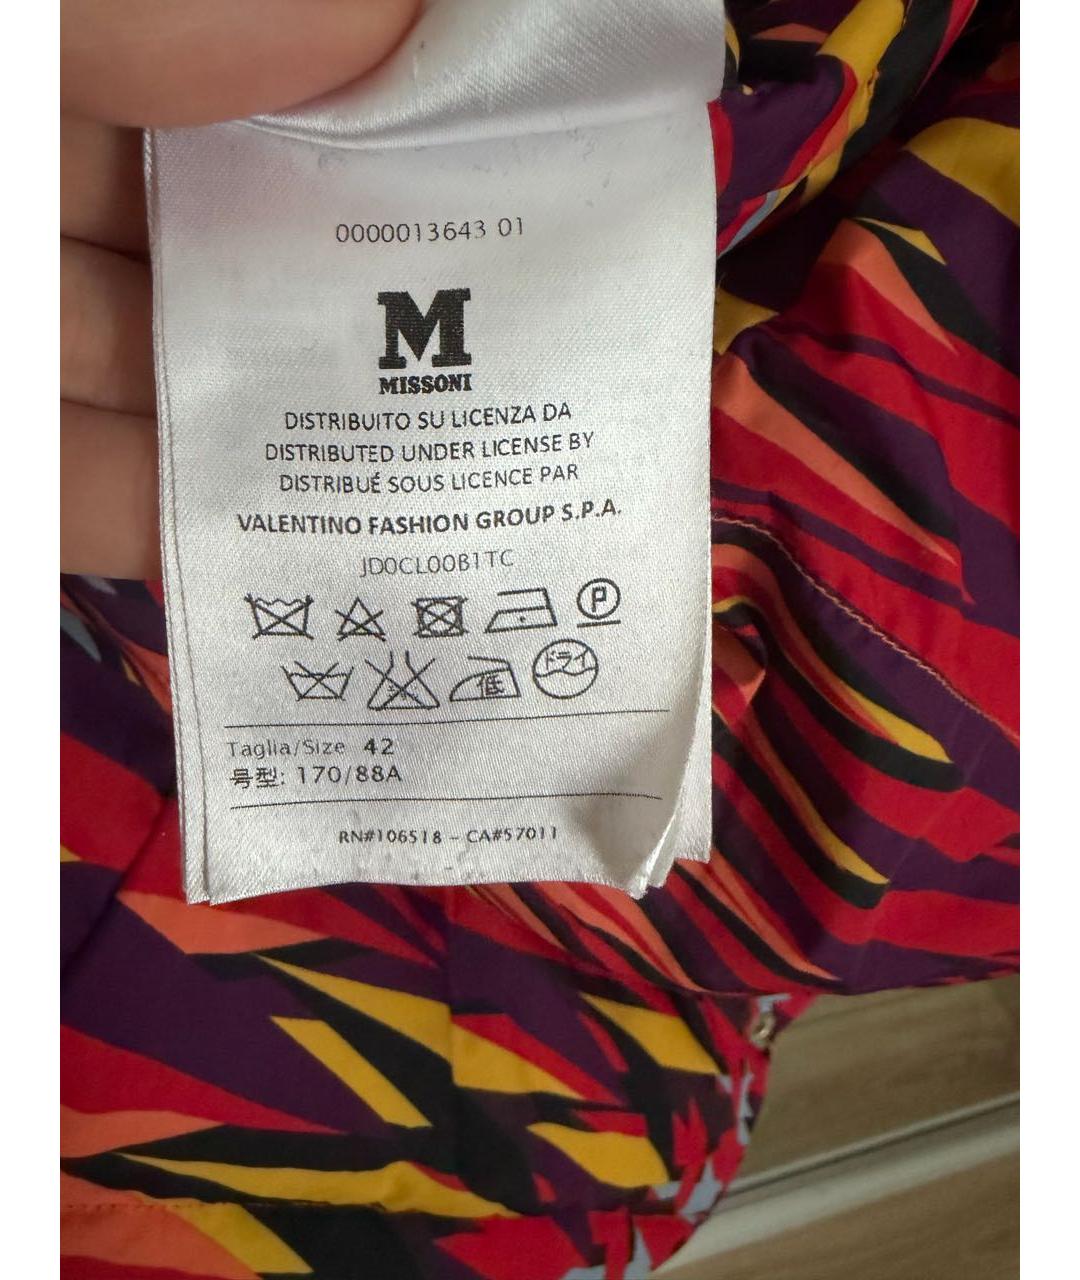 0000013643 01
M
MISSONI
DISTRIBUITO SU LICENZA DA
DISTRIBUTED UNDER LICENSE BY
DISTRIBUÉ SOUS LICENCE PAR
VALENTINO FASHION GROUP S.P.A.
JD0CL00B1TC
P
低 ドライ
Taglia/Size 42
号型: 170/88A
RN#106518 – CA#57011